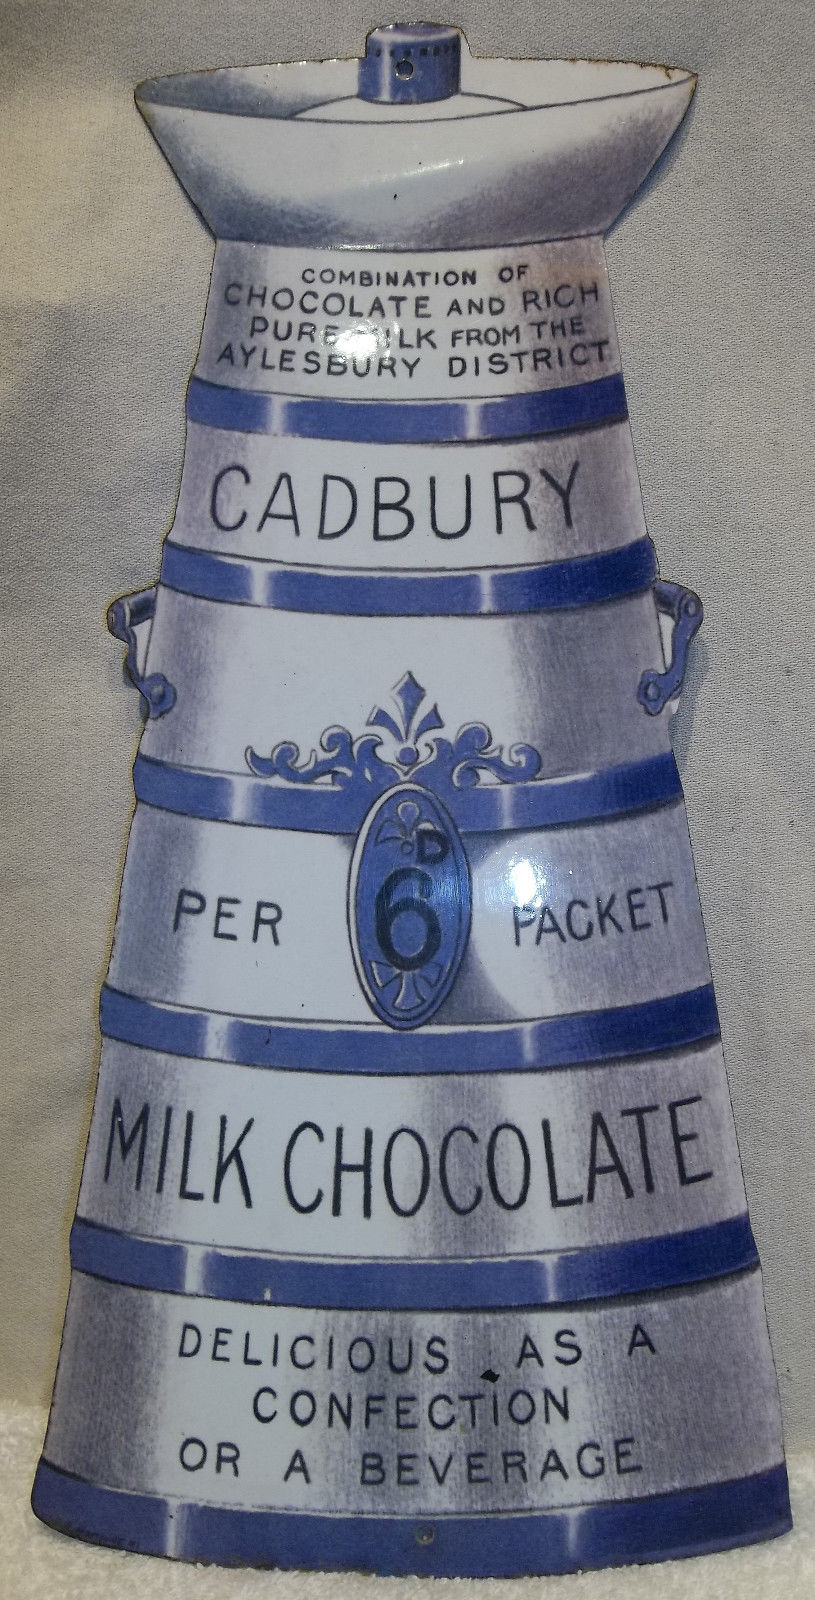 COMBINATION OF
CHOCOLATE AND RICH
PURE MILK FROM THE
AYLESBURY DISTRICT
CADBURY
PER 6D PACKET
MILK CHOCOLATE
DELICIOUS AS A
CONFECTION
OR A BEVERAGE